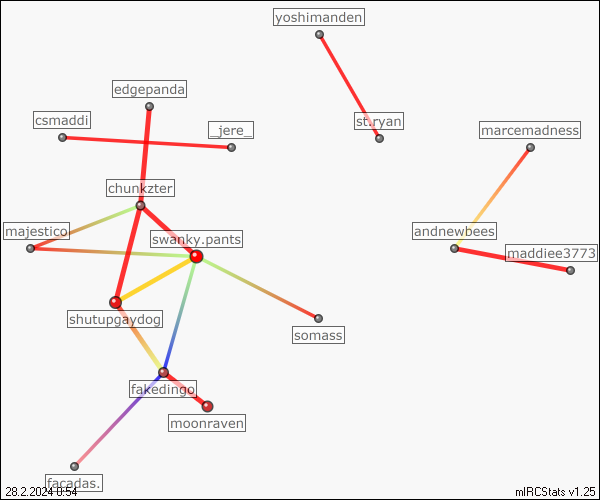 yoshimanden
edgepanda
csmaddi
_jere_
st.ryan
marcemadness
chunkzter
majestico
swanky.pants
andnewbees
maddiee3773
shutupgaydog
somass
fakedingo
moonraven
facadas.
28.2.2024 0:54
mIRCStats v1.25